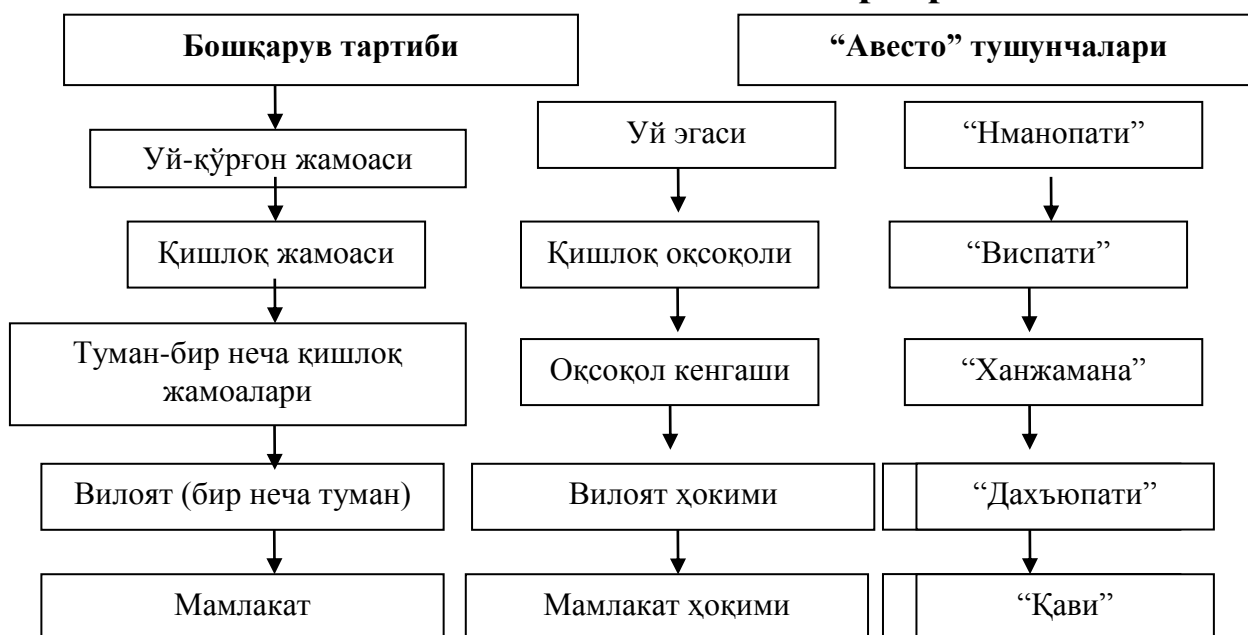 Бошқарув тартиби
“Авесто” тушунчалари
Уй-қўрғон жамоаси
Уй эгаси
“Нманопати”
Қишлоқ жамоаси
Қишлоқ оқсоқоли
“Виспати”
Туман-бир неча қишлоқ
жамоалари
Оқсоқол кенгаши
“Ханжамана”
Вилоят (бир неча туман)
Вилоят ҳокими
“Дахъюпати”
Мамлакат
Мамлакат ҳоқими
“Қави”